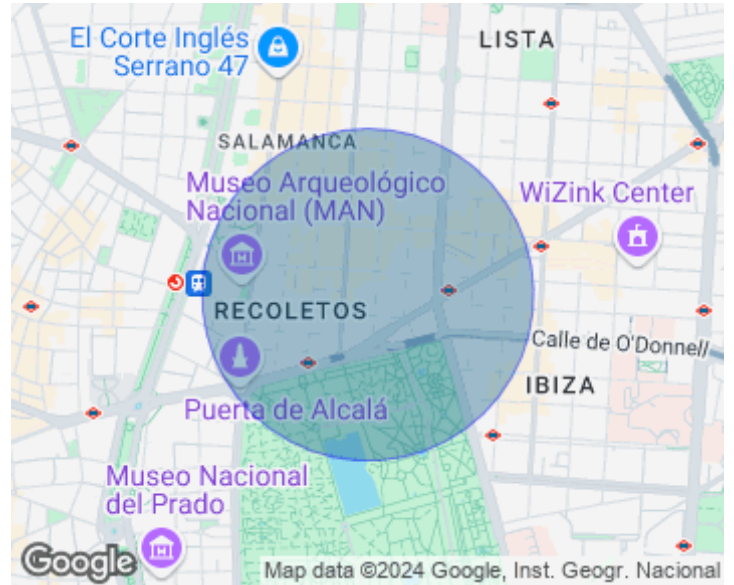 El Corte Inglés
Serrano 47
LISTA
SALAMANCA
Museo Arqueológico
Nacional (MAN)
WiZink Center
RECOLETOS
Calle de O'Donnell
IBIZA
Puerta de Alcalá
Museo Nacional
del Prado
Google
Map data ©2024 Google, Inst. Geogr. Nacional